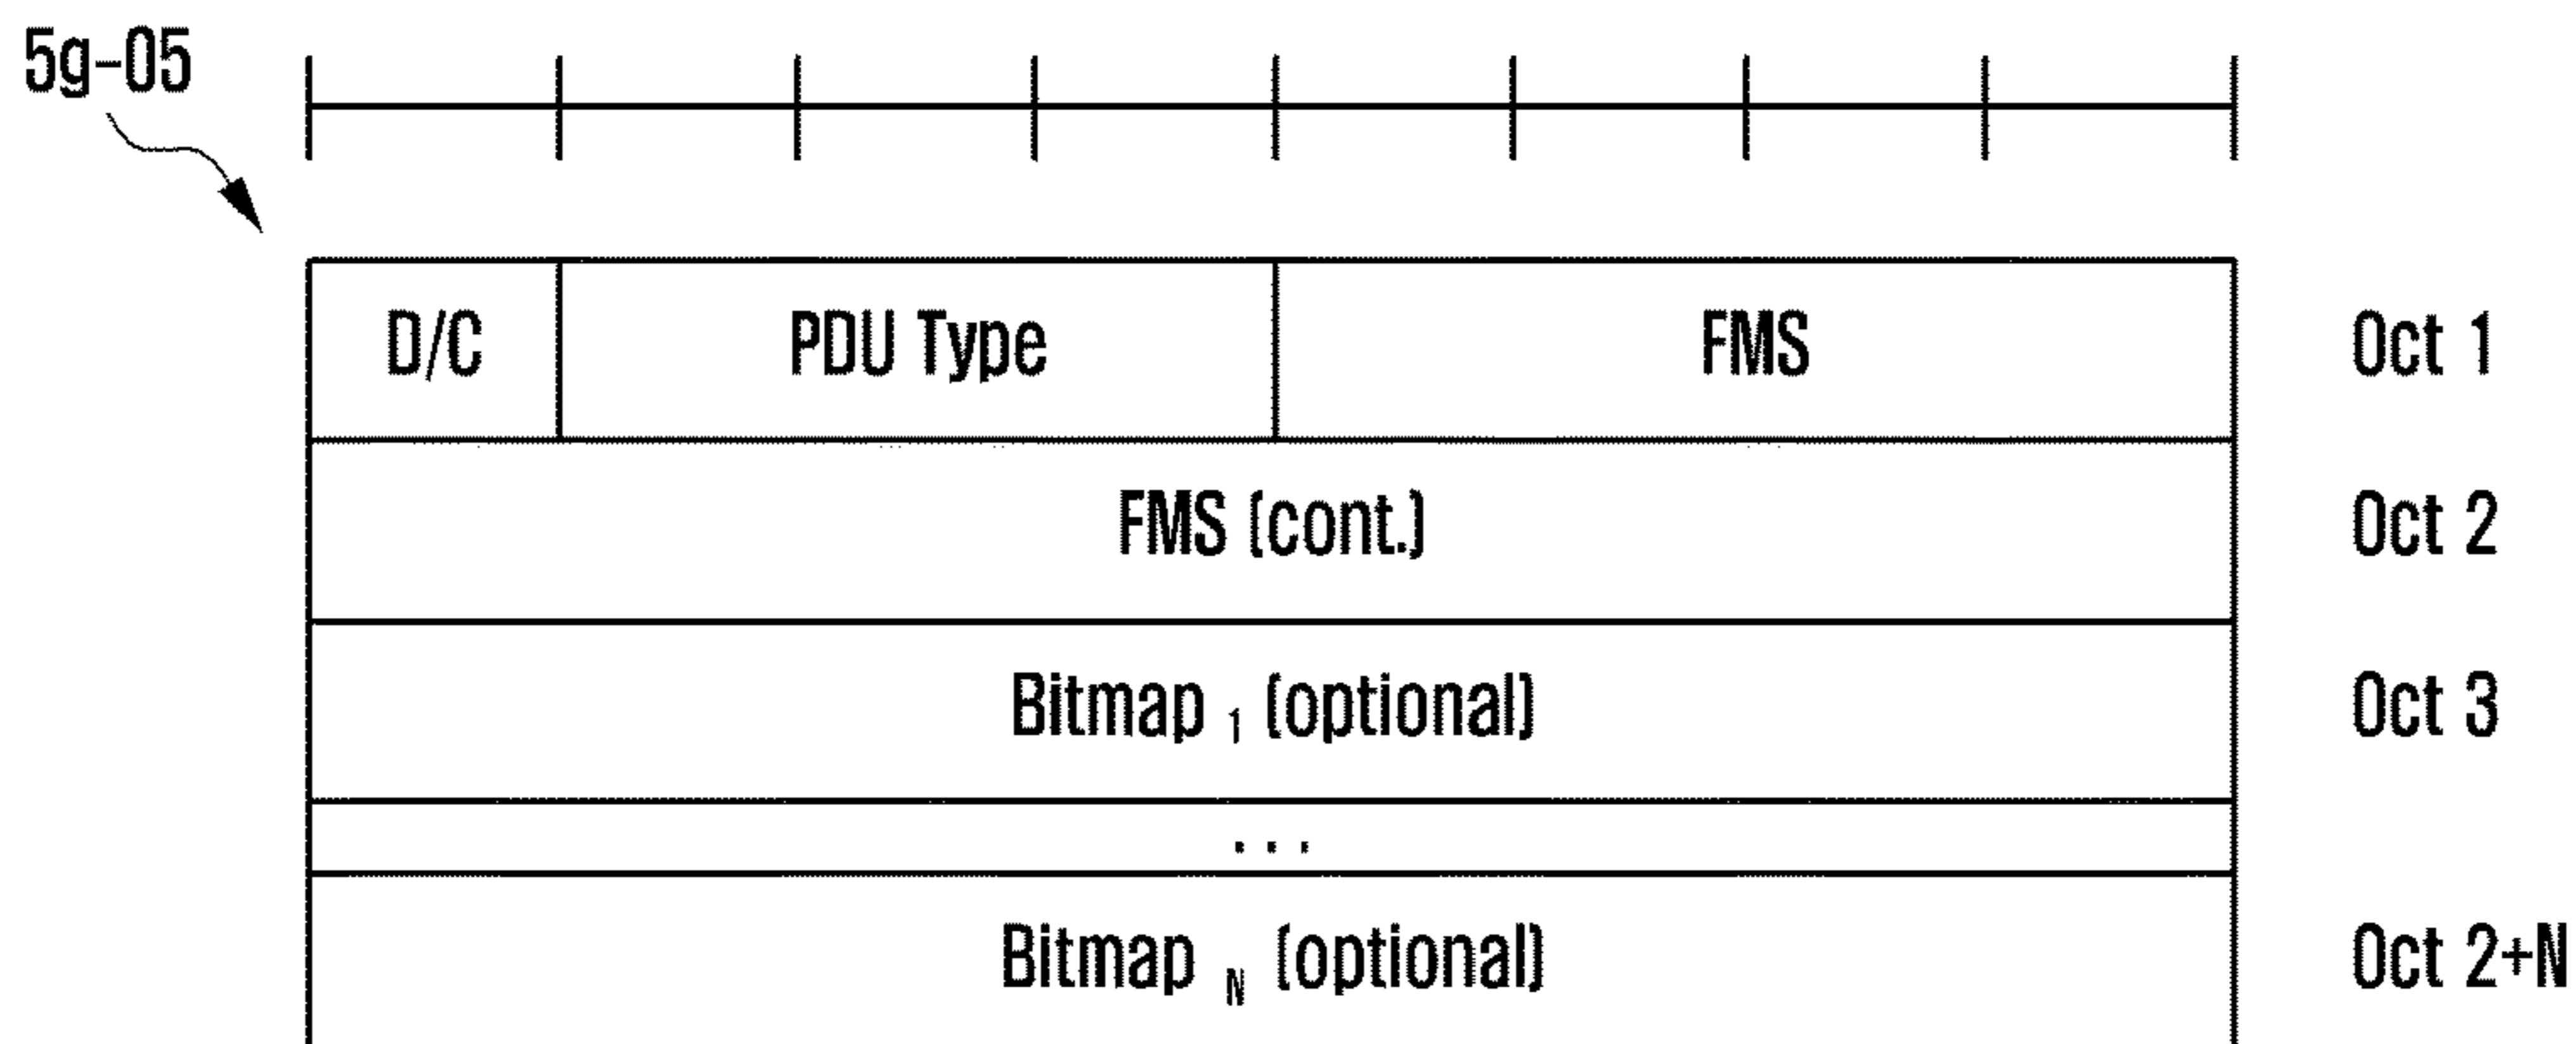 5g-05
D/C PDU Type FMS Oct 1
FMS (cont.) Oct 2
Bitmap 1 (optional) Oct 3
...
Bitmap N (optional) Oct 2+N